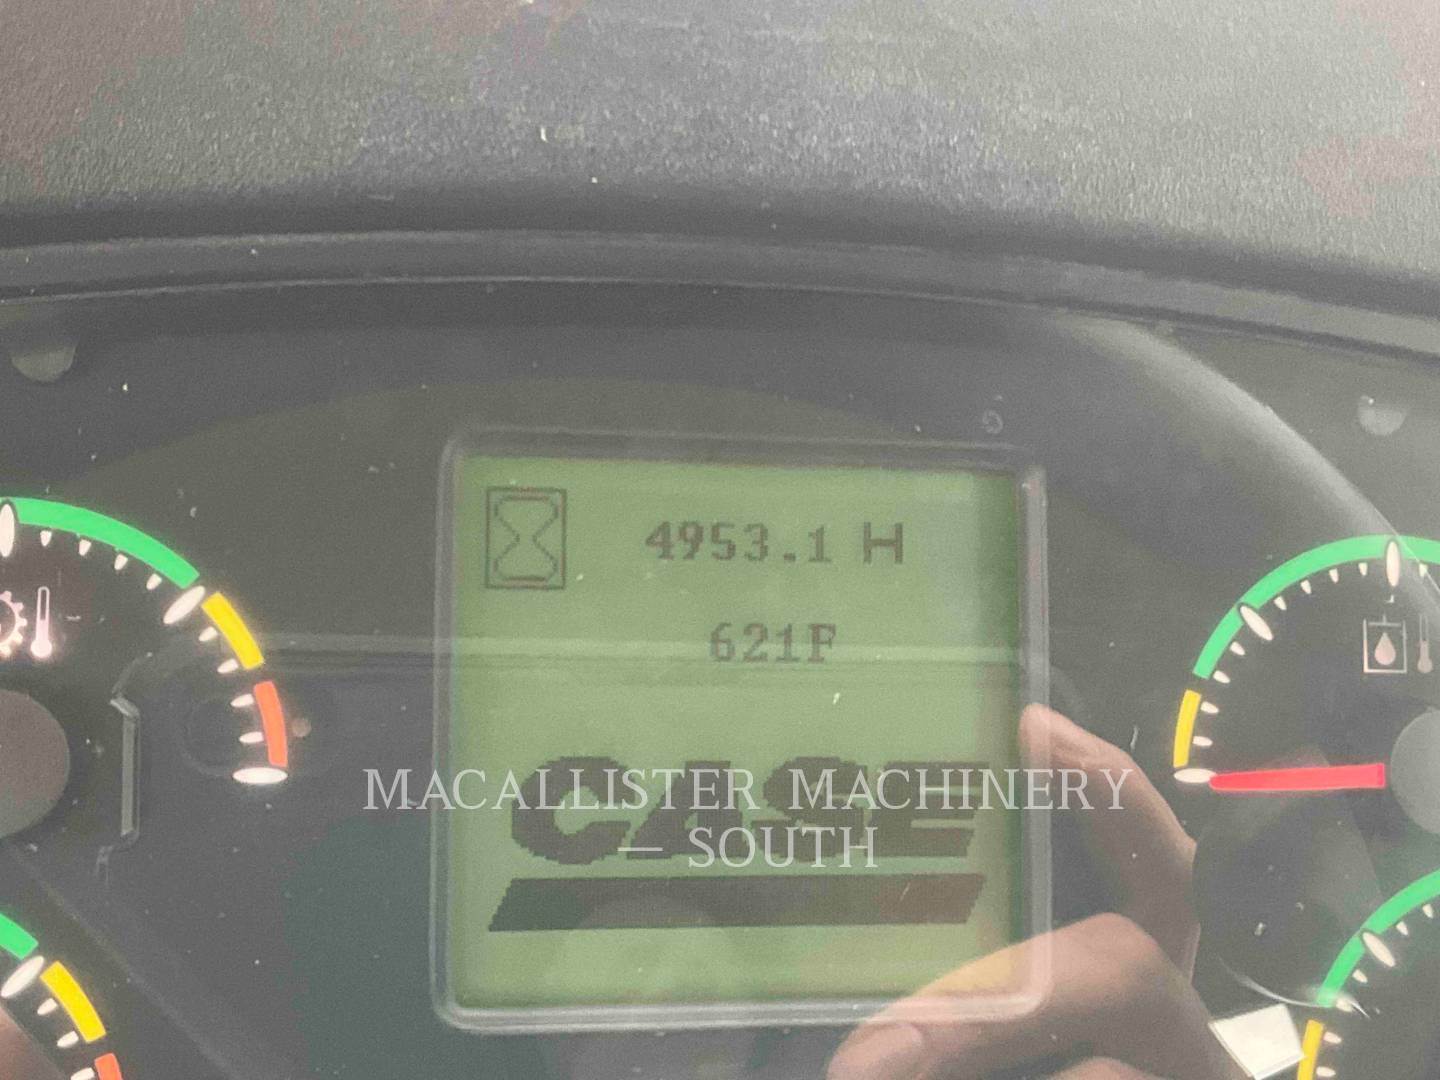 4953.1 H
621F
CASE
MACALLISTER MACHINERY
— SOUTH